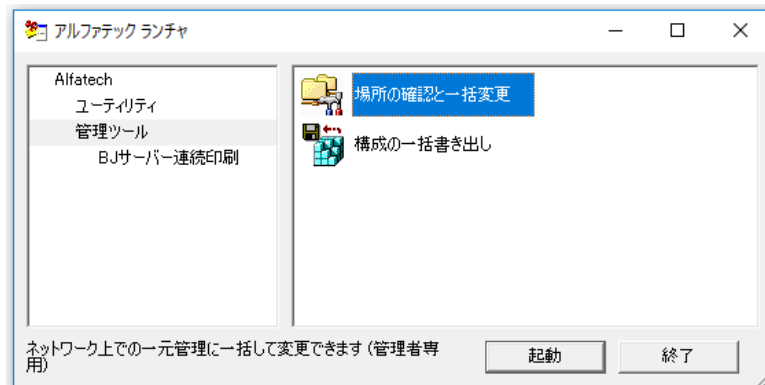 アルファテック ランチャ
Alfatech
ユーティリティ
管理ツール
BJサーバー連続印刷
場所の確認と一括変更
構成の一括書き出し
ネットワーク上での一元管理に一括して変更できます(管理者専
用)
起動
終了